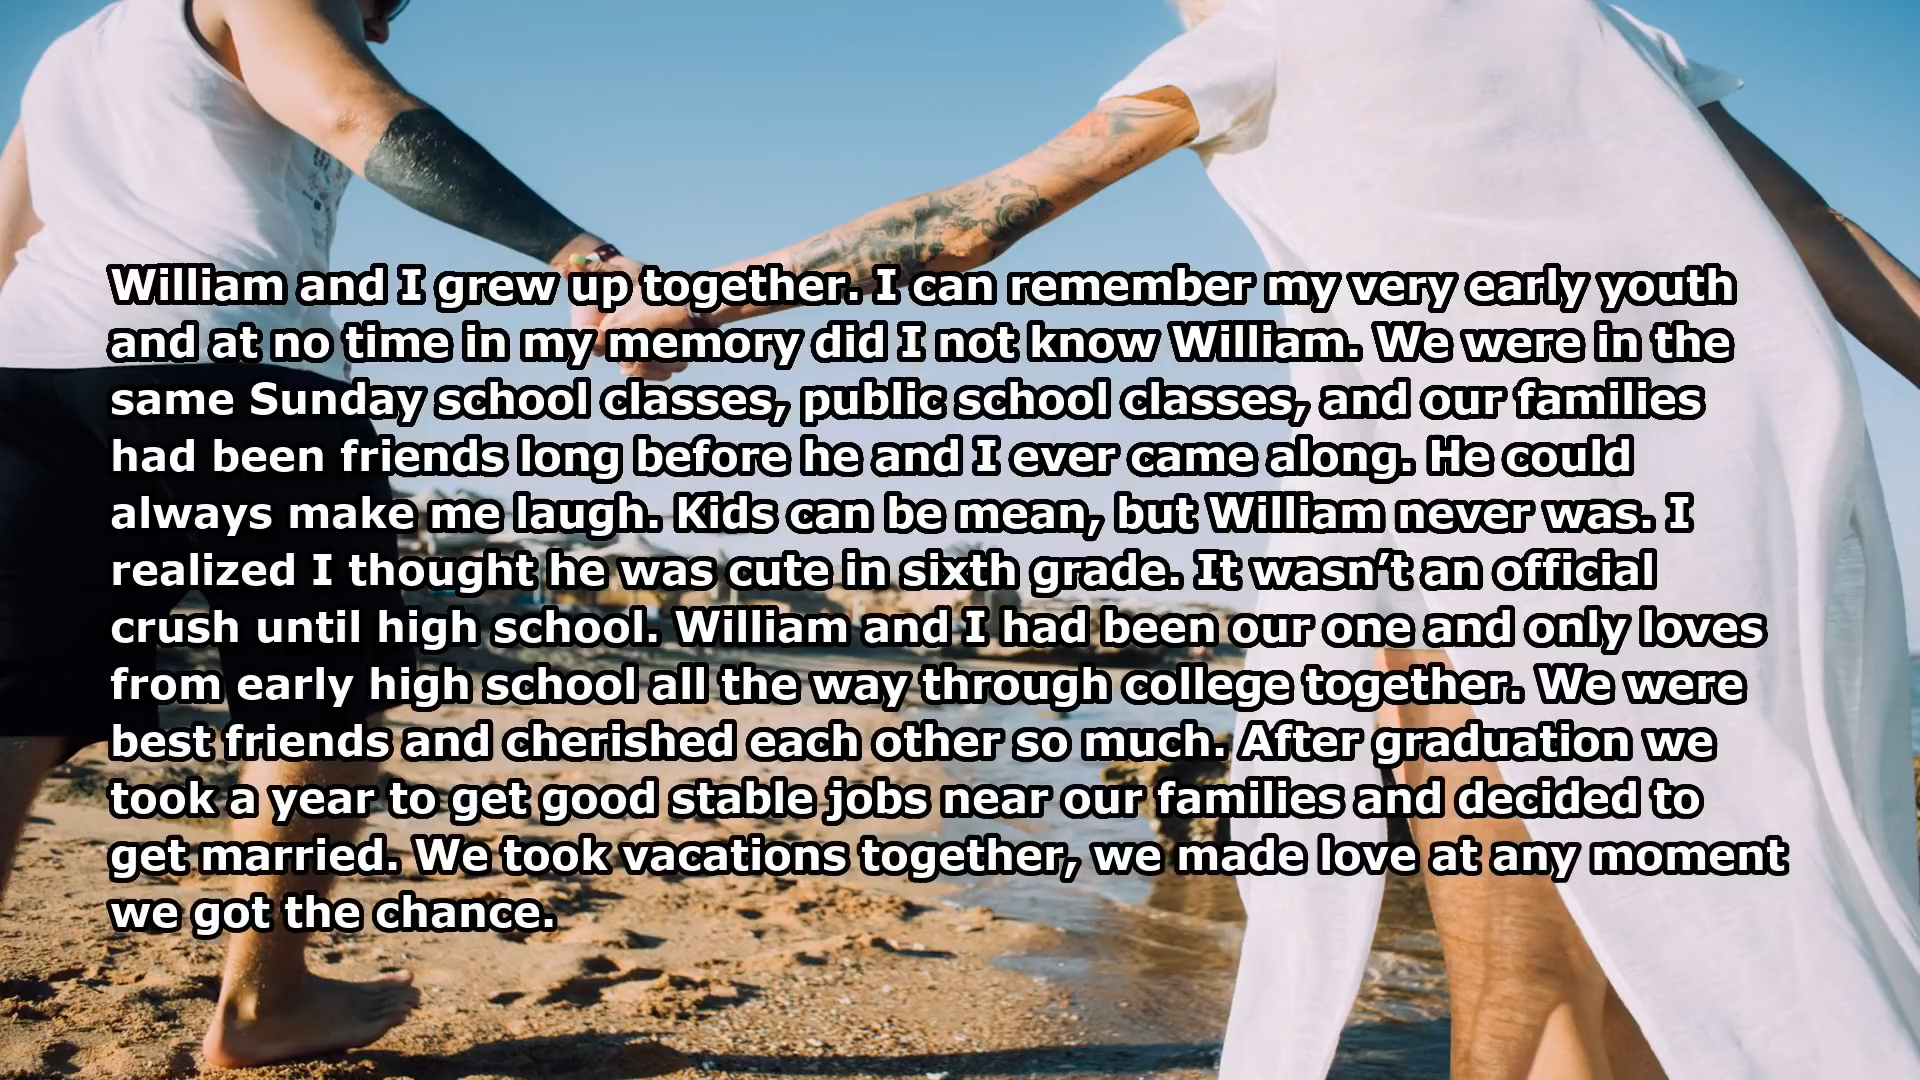 William and I grew up together. I can remember my very early youth
and at no time in my memory did I not know William. We were in the
same Sunday school classes, public school classes, and our families
had been friends long before he and I ever came along. He could
always make me laugh. Kids can be mean, but William never was. I
realized I thought he was cute in sixth grade. It wasn’t an official
crush until high school. William and I had been our one and only loves
from early high school all the way through college together. We were
best friends and cherished each other so much. After graduation we
took a year to get good stable jobs near our families and decided to
get married. We took vacations together, we made love at any moment
we got the chance.